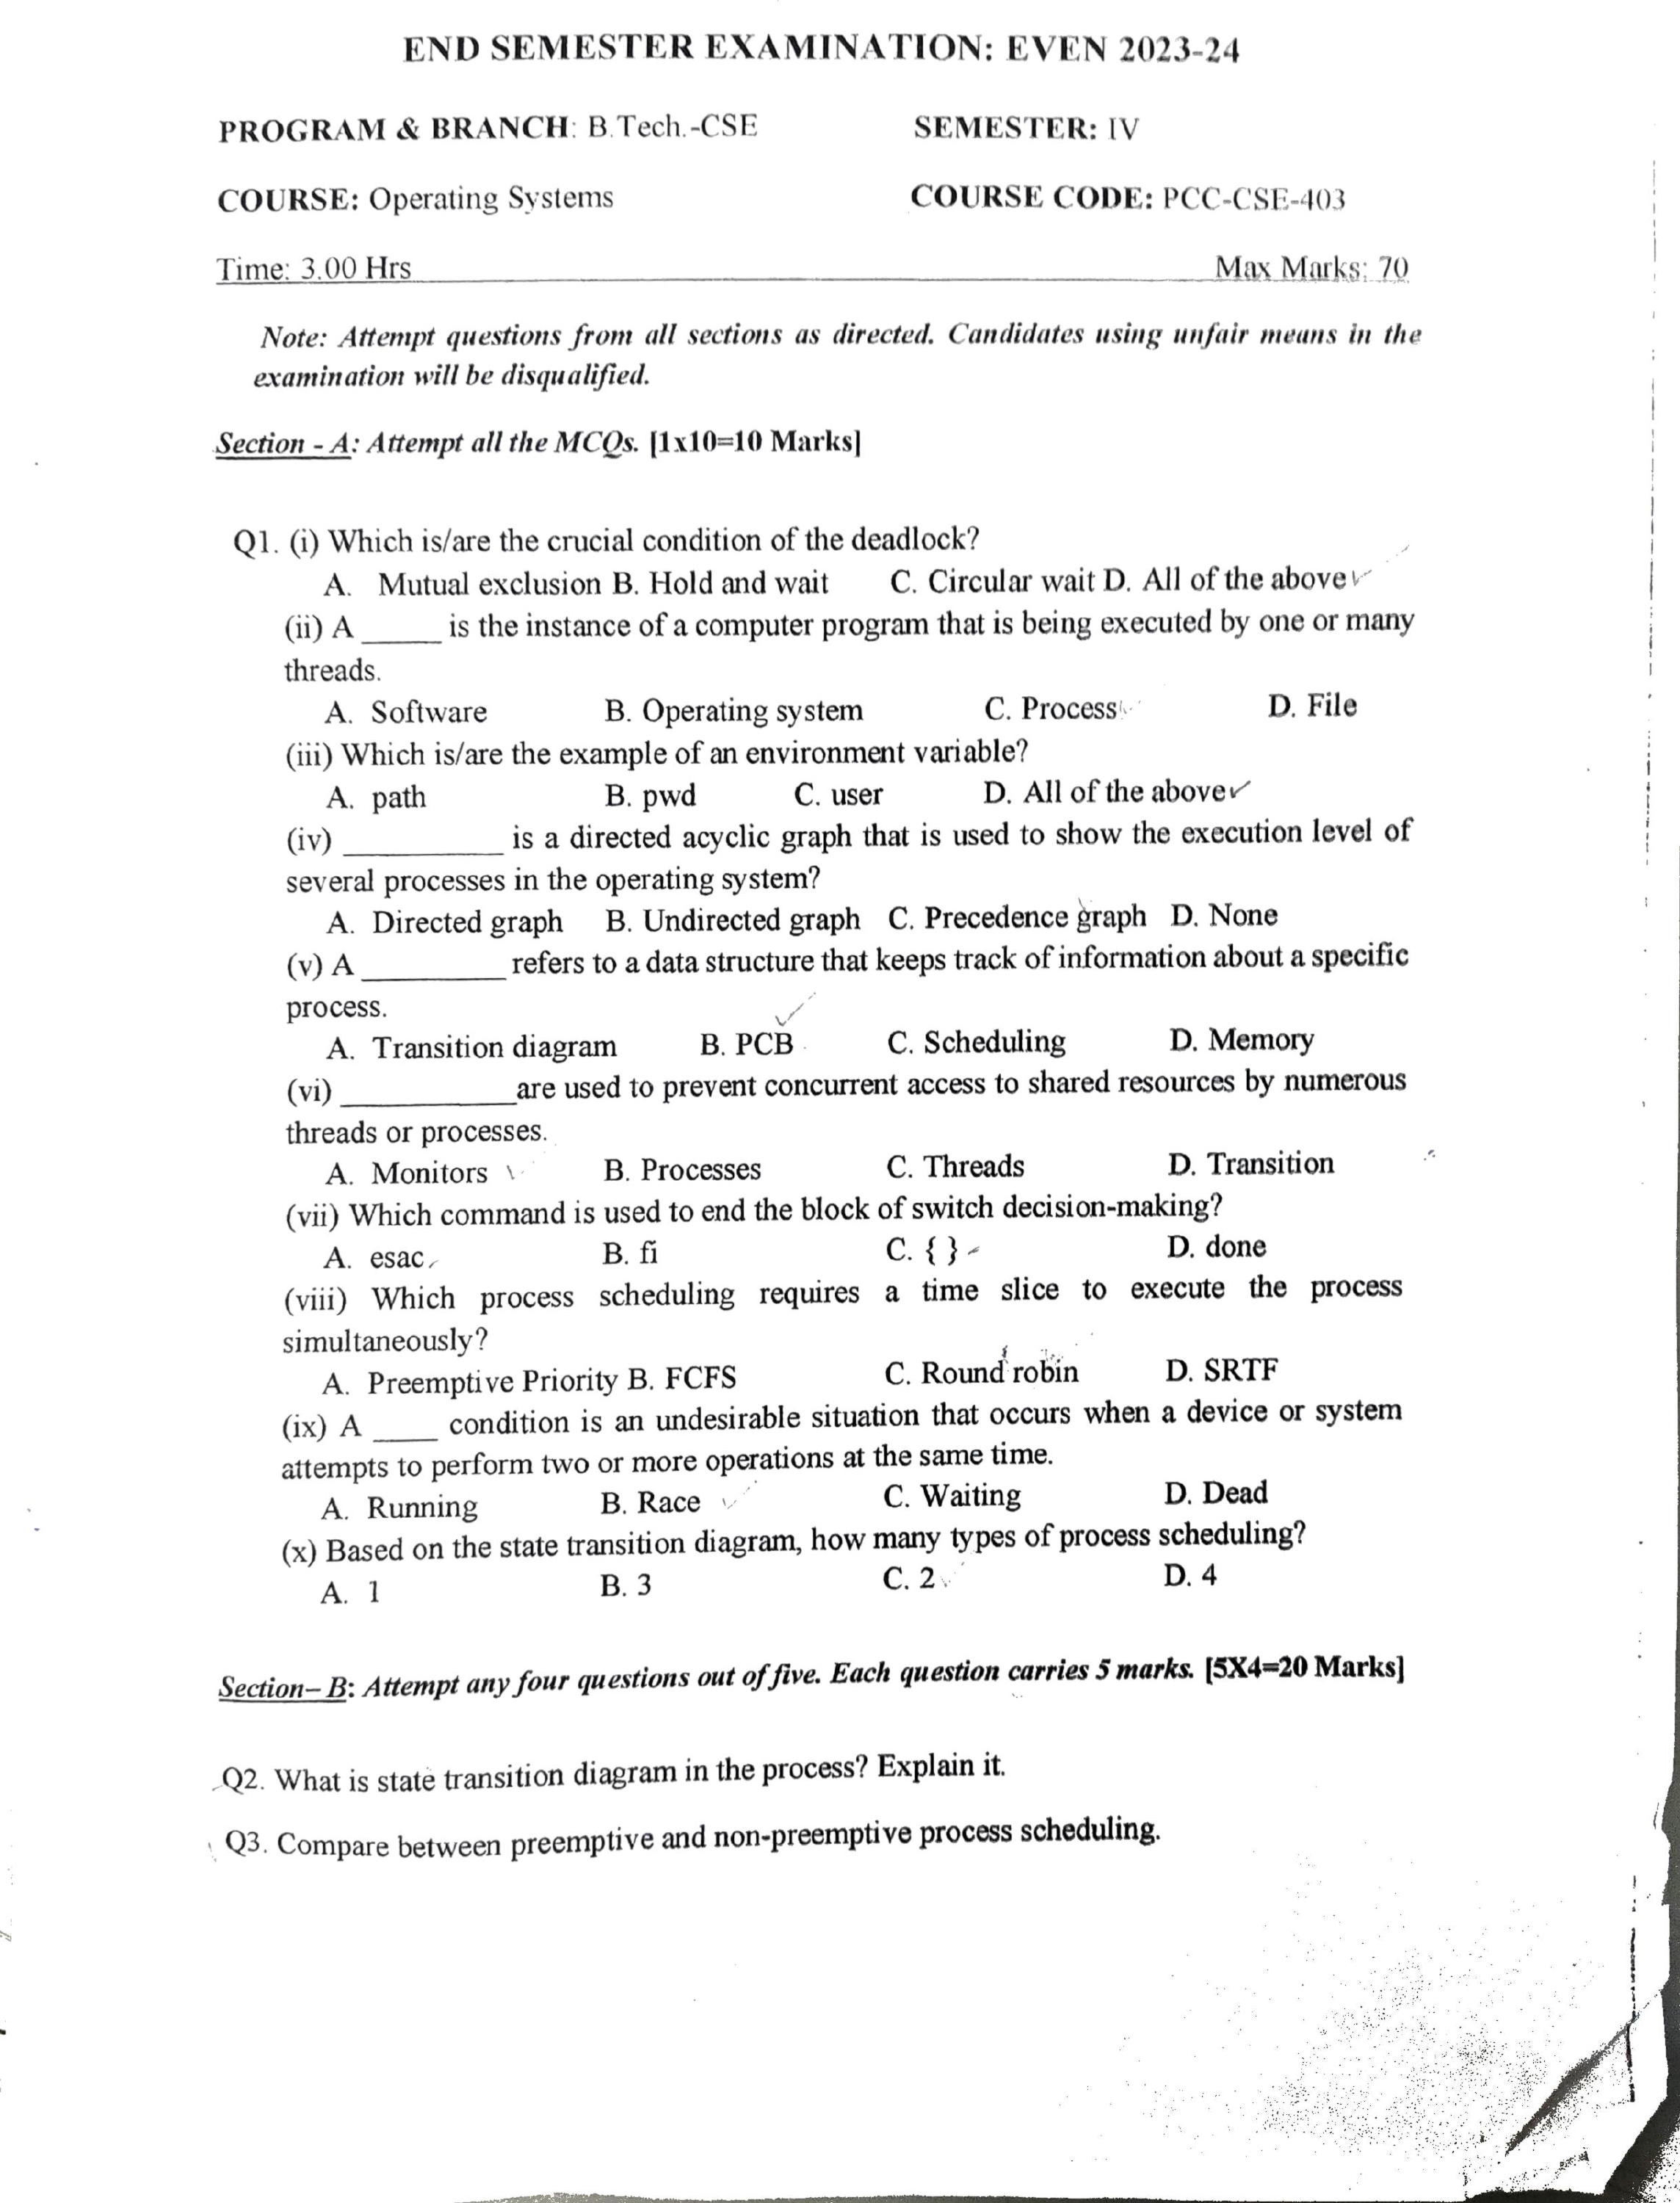 END SEMESTER EXAMINATION: EVEN 2023-24
PROGRAM & BRANCH: B.Tech.-CSE SEMESTER: IV
COURSE: Operating Systems COURSE CODE: PCC-CSE-403
Time: 3.00 Hrs Max Marks: 70
Note: Attempt questions from all sections as directed. Candidates using unfair means in the
examination will be disqualified.
Section - A: Attempt all the MCQs. [1x10=10 Marks]
Q1. (i) Which is/are the crucial condition of the deadlock?
A. Mutual exclusion B. Hold and wait C. Circular wait D. All of the above
(ii) A _____ is the instance of a computer program that is being executed by one or many
threads.
A. Software B. Operating system C. Process D. File
(iii) Which is/are the example of an environment variable?
A. path B. pwd C. user D. All of the above
(iv) __________ is a directed acyclic graph that is used to show the execution level of
several processes in the operating system?
A. Directed graph B. Undirected graph C. Precedence graph D. None
(v) A _________ refers to a data structure that keeps track of information about a specific
process.
A. Transition diagram B. PCB C. Scheduling D. Memory
(vi) ___________are used to prevent concurrent access to shared resources by numerous
threads or processes.
A. Monitors B. Processes C. Threads D. Transition
(vii) Which command is used to end the block of switch decision-making?
A. esac B. fi C. { } D. done
(viii) Which process scheduling requires a time slice to execute the process
simultaneously?
A. Preemptive Priority B. FCFS C. Round robin D. SRTF
(ix) A ____ condition is an undesirable situation that occurs when a device or system
attempts to perform two or more operations at the same time.
A. Running B. Race C. Waiting D. Dead
(x) Based on the state transition diagram, how many types of process scheduling?
A. 1 B. 3 C. 2 D. 4
Section– B: Attempt any four questions out of five. Each question carries 5 marks. [5X4=20 Marks]
Q2. What is state transition diagram in the process? Explain it.
Q3. Compare between preemptive and non-preemptive process scheduling.